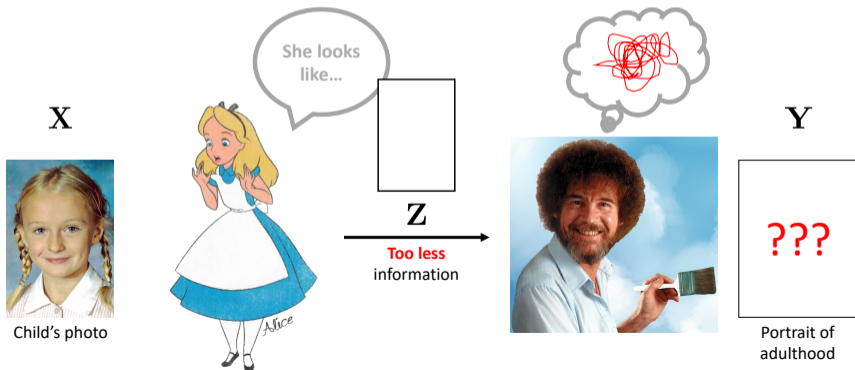 She looks
like…
X
Y
Z
Too less
information
Alice
???
Child's photo
Portrait of
adulthood